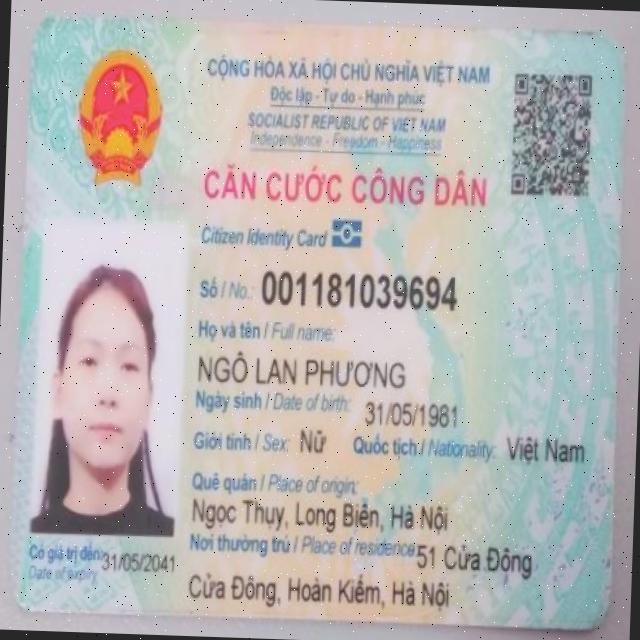 CỘNG HÒA XÃ HỘI CHỦ NGHĨA VIỆT NAM
Độc lập - Tự do - Hạnh phúc
SOCIALIST REPUBLIC OF VIET NAM
Independence - Freedom - Happiness
CĂN CƯỚC CÔNG DÂN
Citizen Identity Card
Số / No.: 001181039694
Họ và tên / Full name:
NGÔ LAN PHƯƠNG
Ngày sinh / Date of birth: 31/05/1981
Giới tính / Sex: Nữ Quốc tịch / Nationality: Việt Nam
Quê quán / Place of origin:
Ngọc Thụy, Long Biên, Hà Nội
Nơi thường trú / Place of residence: 51 Cửa Đông
Cửa Đông, Hoàn Kiếm, Hà Nội
Có giá trị đến: 31/05/2041
Date of expiry